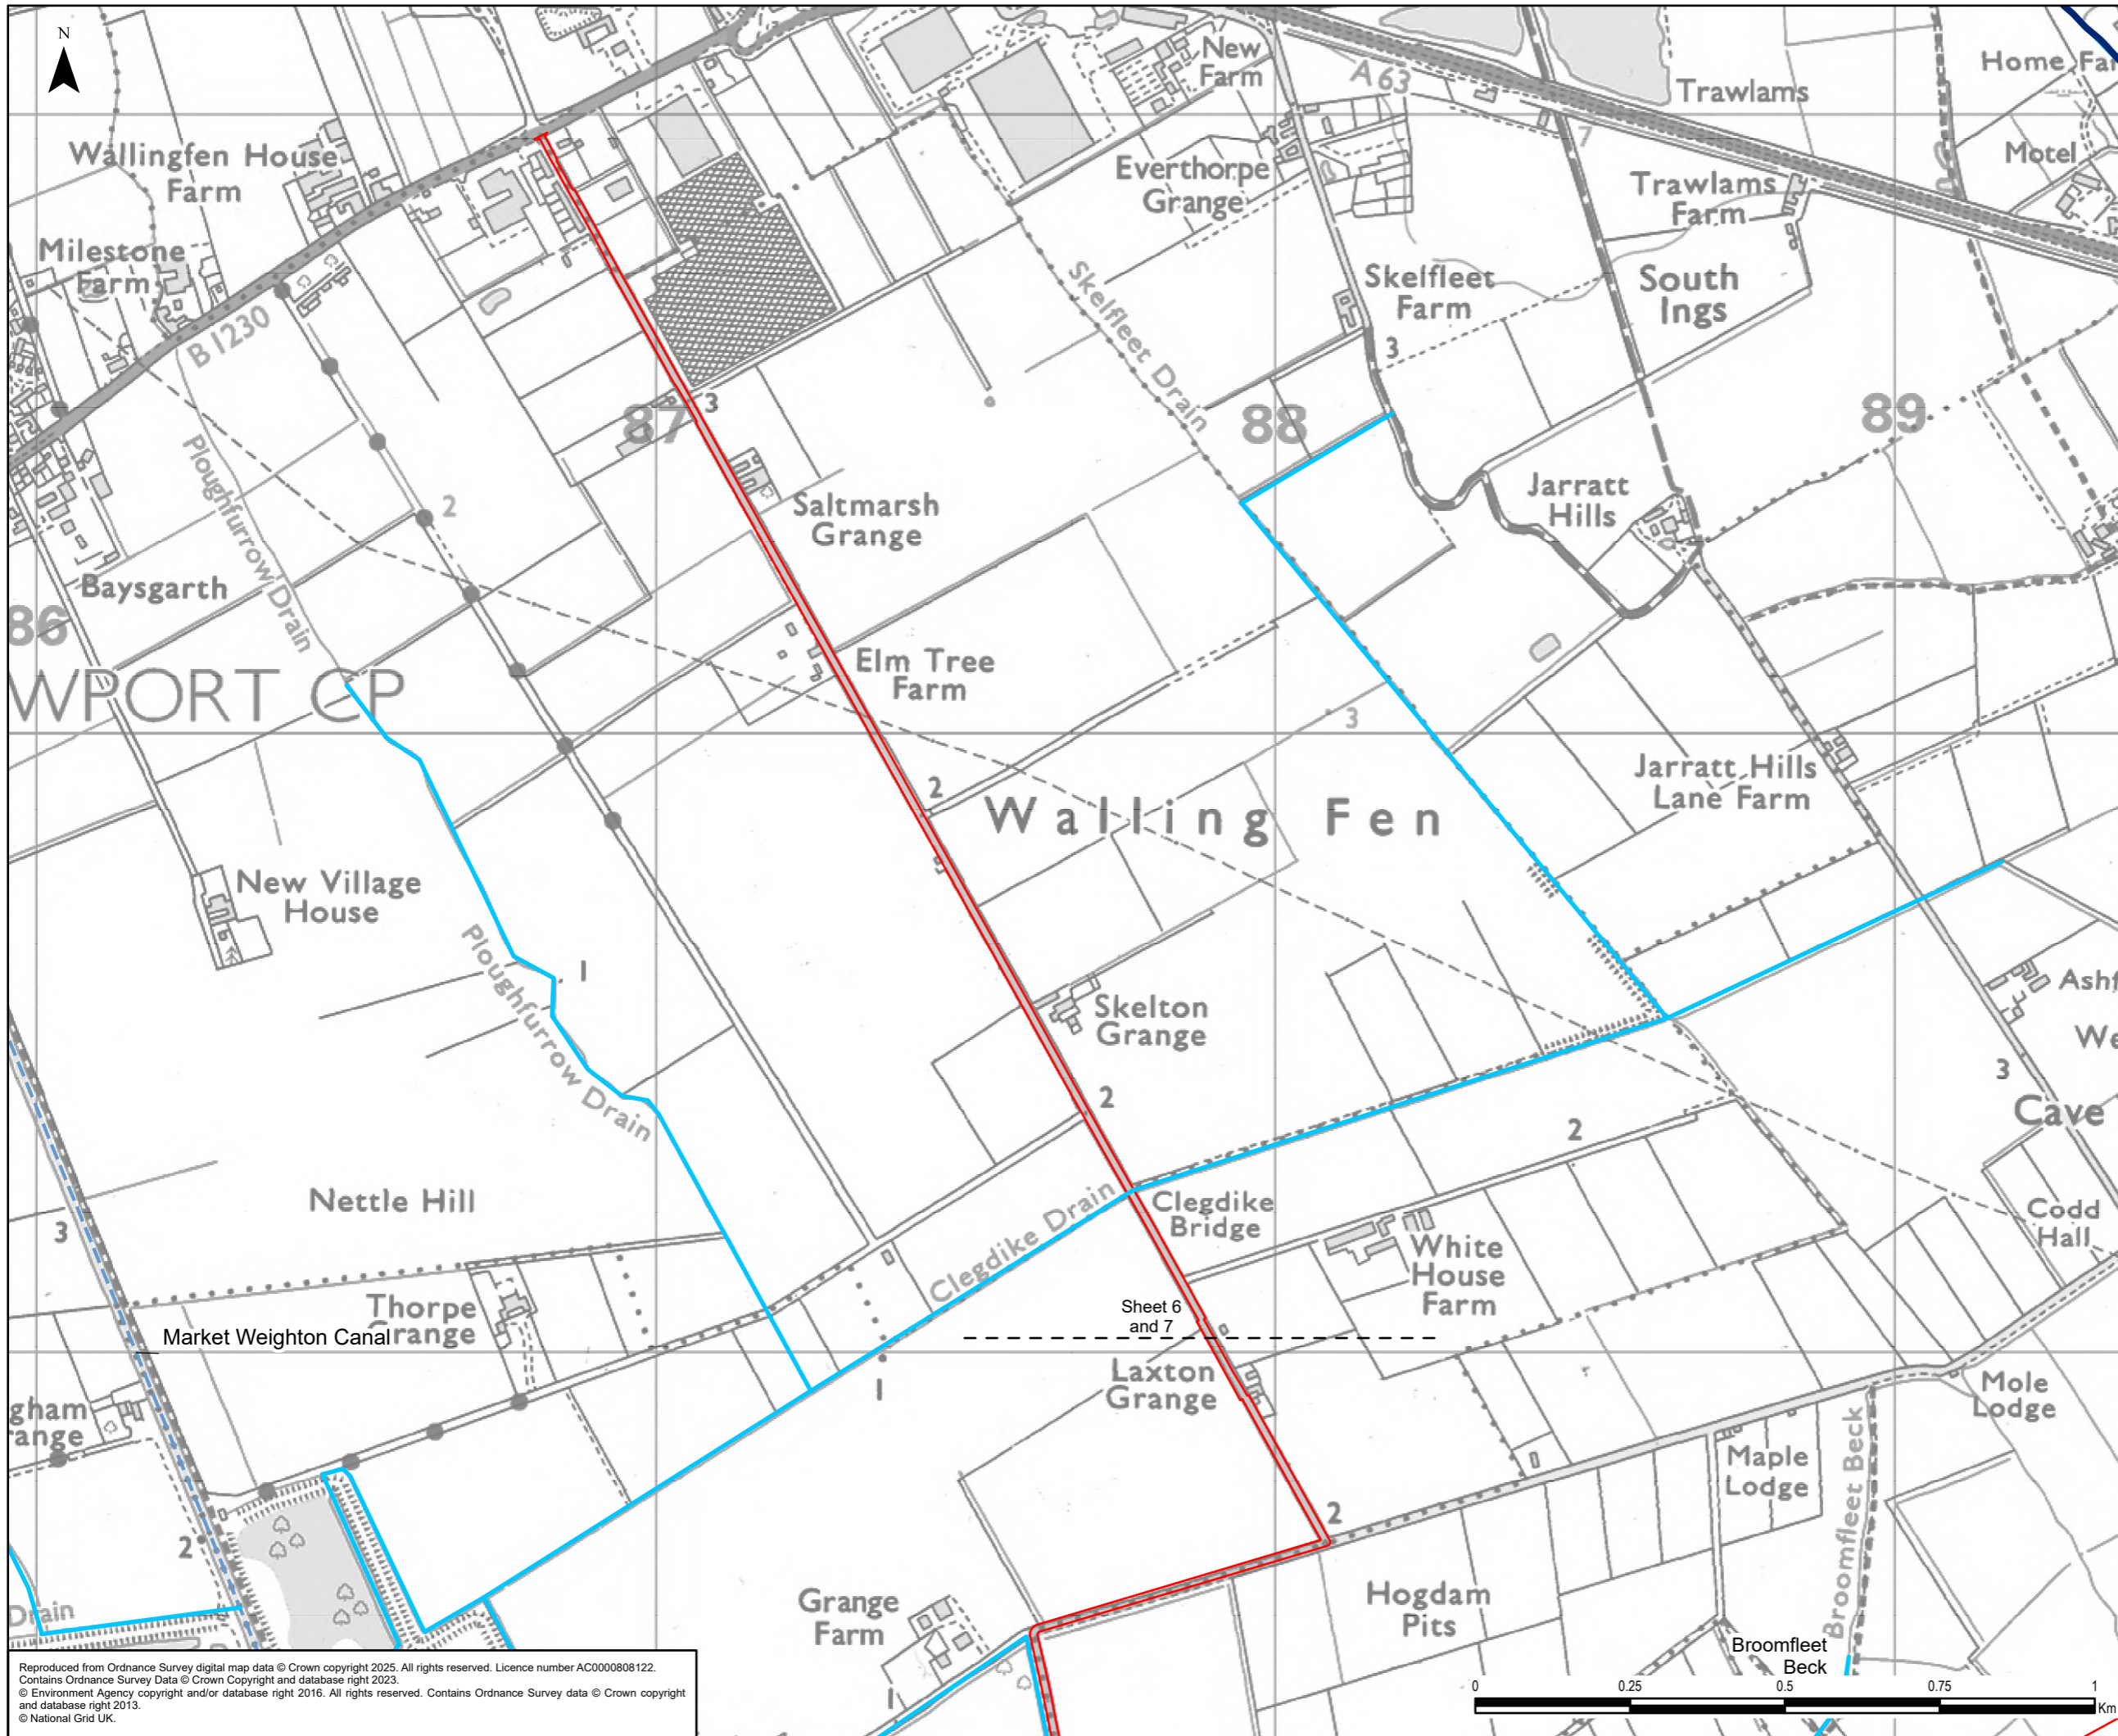 N
New
Farm
A 63
Trawlams
Home Fa
7
Wallingfen House
Farm
Everthorpe
Grange
Motel
Trawlams
Farm
Milestone
Farm
Skelfleet Drain
Skelfleet
Farm
South
Ings
B 1230
3
3
87
88
89
Ploughfurrow Drain
2
Saltmarsh
Grange
Jarratt
Hills
Baysgarth
86
Elm Tree
Farm
WPORT CP
3
2
Walling Fen
Jarratt Hills
Lane Farm
New Village
House
Ploughfurrow Drain
1
Skelton
Grange
Ash
We
2
3
2
Cave
Nettle Hill
Clegdike Drain
Clegdike
Bridge
Codd
Hall
3
White
House
Farm
Thorpe
Grange
Sheet 6
and 7
Market Weighton Canal
Laxton
Grange
1
Mole
Lodge
gham
range
Maple
Lodge
Broomfleet Beck
2
2
Drain
Grange
Farm
Hogdam
Pits
Broomfleet
Beck
1
Reproduced from Ordnance Survey digital map data © Crown copyright 2025. All rights reserved. Licence number AC0000808122.
Contains Ordnance Survey Data © Crown Copyright and database right 2023.
© Environment Agency copyright and/or database right 2016. All rights reserved. Contains Ordnance Survey data © Crown copyright
and database right 2013.
© National Grid UK.
0 0.25 0.5 0.75 1
Km